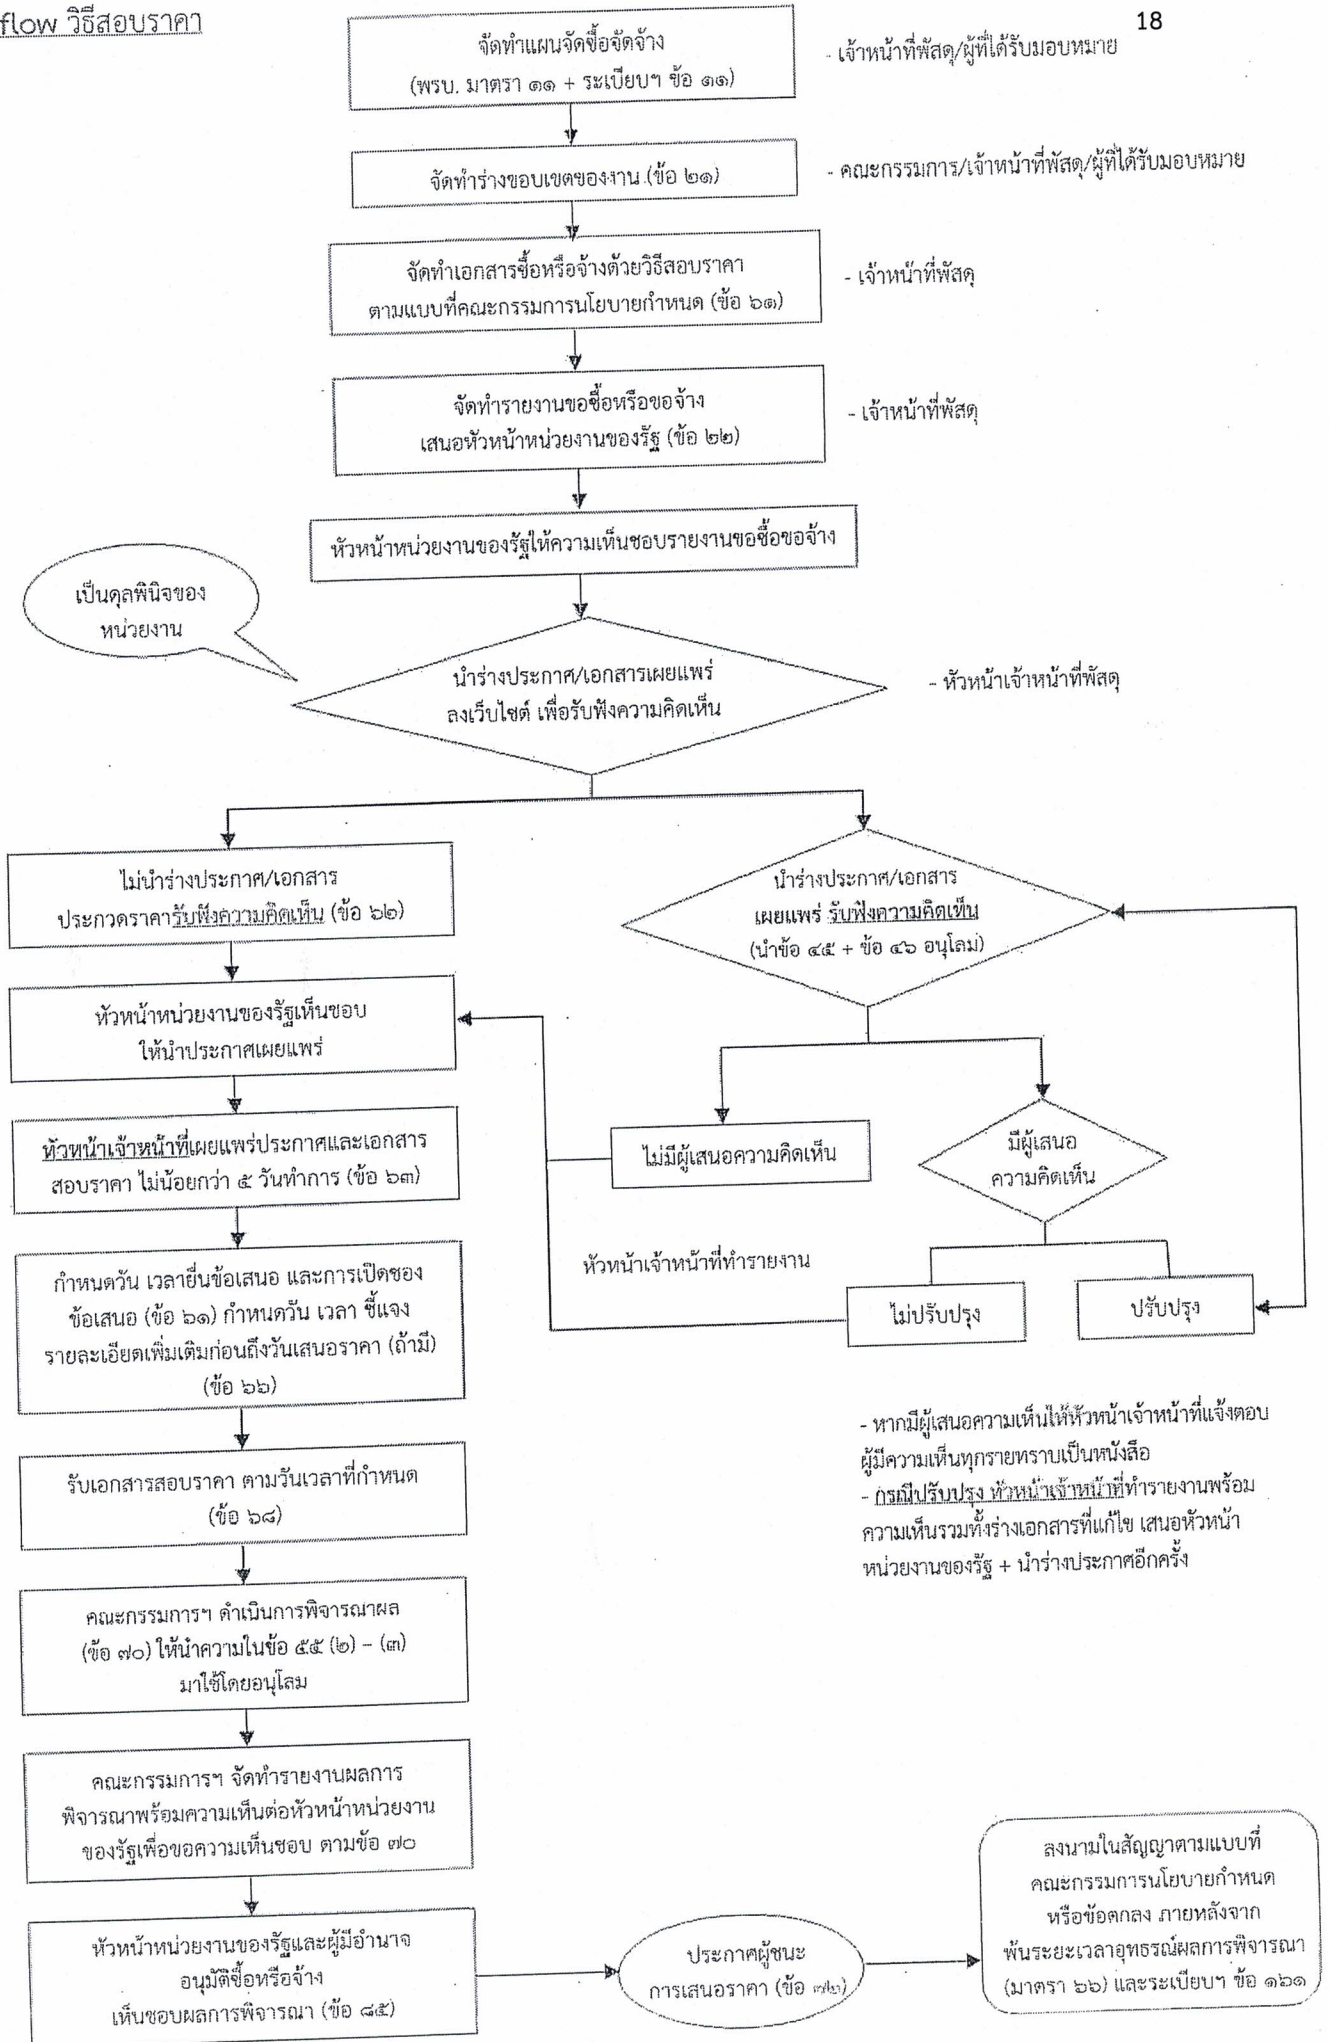 flow วิธีสอบราคา
18
จัดทำแผนจัดซื้อจัดจ้าง
(พรบ. มาตรา ๑๑ + ระเบียบฯ ข้อ ๑๑)
- เจ้าหน้าที่พัสดุ/ผู้ที่ได้รับมอบหมาย
จัดทำร่างขอบเขตของงาน (ข้อ ๒๑)
- คณะกรรมการ/เจ้าหน้าที่พัสดุ/ผู้ที่ได้รับมอบหมาย
จัดทำเอกสารซื้อหรือจ้างด้วยวิธีสอบราคา
ตามแบบที่คณะกรรมการนโยบายกำหนด (ข้อ ๖๑)
- เจ้าหน้าที่พัสดุ
จัดทำรายงานขอซื้อหรือขอจ้าง
เสนอหัวหน้าหน่วยงานของรัฐ (ข้อ ๒๒)
- เจ้าหน้าที่พัสดุ
หัวหน้าหน่วยงานของรัฐให้ความเห็นชอบรายงานขอซื้อขอจ้าง
เป็นดุลพินิจของ
หน่วยงาน
นำร่างประกาศ/เอกสารเผยแพร่
ลงเว็บไซต์ เพื่อรับฟังความคิดเห็น
- หัวหน้าเจ้าหน้าที่พัสดุ
ไม่นำร่างประกาศ/เอกสาร
ประกวดราคารับฟังความคิดเห็น (ข้อ ๖๒)
นำร่างประกาศ/เอกสาร
เผยแพร่ รับฟังความคิดเห็น
(นำข้อ ๔๕ + ข้อ ๔๖ อนุโลม)
หัวหน้าหน่วยงานของรัฐเห็นชอบ
ให้นำประกาศเผยแพร่
หัวหน้าเจ้าหน้าที่เผยแพร่ประกาศและเอกสาร
สอบราคา ไม่น้อยกว่า ๕ วันทำการ (ข้อ ๖๓)
ไม่มีผู้เสนอความคิดเห็น
มีผู้เสนอ
ความคิดเห็น
หัวหน้าเจ้าหน้าที่ทำรายงาน
ไม่ปรับปรุง
ปรับปรุง
กำหนดวัน เวลายื่นข้อเสนอ และการเปิดซอง
ข้อเสนอ (ข้อ ๖๑) กำหนดวัน เวลา ชี้แจง
รายละเอียดเพิ่มเติมก่อนถึงวันเสนอราคา (ถ้ามี)
(ข้อ ๖๖)
- หากมีผู้เสนอความเห็นให้หัวหน้าเจ้าหน้าที่แจ้งตอบ
ผู้มีความเห็นทุกรายทราบเป็นหนังสือ
- กรณีปรับปรุง หัวหน้าเจ้าหน้าที่ทำรายงานพร้อม
ความเห็นรวมทั้งร่างเอกสารที่แก้ไข เสนอหัวหน้า
หน่วยงานของรัฐ + นำร่างประกาศอีกครั้ง
รับเอกสารสอบราคา ตามวันเวลาที่กำหนด
(ข้อ ๖๘)
คณะกรรมการฯ ดำเนินการพิจารณาผล
(ข้อ ๗๐) ให้นำความในข้อ ๕๕ (๒) – (๓)
มาใช้โดยอนุโลม
คณะกรรมการฯ จัดทำรายงานผลการ
พิจารณาพร้อมความเห็นต่อหัวหน้าหน่วยงาน
ของรัฐเพื่อขอความเห็นชอบ ตามข้อ ๗๐
หัวหน้าหน่วยงานของรัฐและผู้มีอำนาจ
อนุมัติซื้อหรือจ้าง
เห็นชอบผลการพิจารณา (ข้อ ๘๕)
ประกาศผู้ชนะ
การเสนอราคา (ข้อ ๗๒)
ลงนามในสัญญาตามแบบที่
คณะกรรมการนโยบายกำหนด
หรือข้อตกลง ภายหลังจาก
พ้นระยะเวลาอุทธรณ์ผลการพิจารณา
(มาตรา ๖๖) และระเบียบฯ ข้อ ๑๖๑